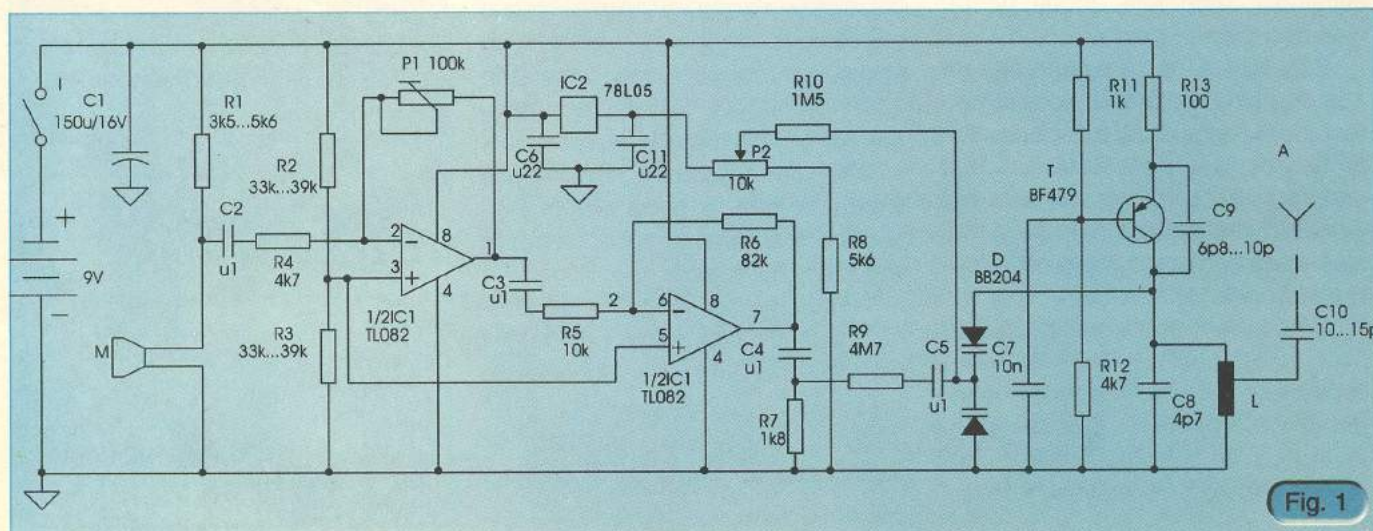 I
C1
150u/16V
+
9V
−
M
R1
3k5...5k6
R2
33k...39k
C2
u1
R4
4k7
R3
33k...39k
P1 100k
2
−
3
+
8
1
4
1/2IC1
TL082
C3
u1
R5
10k
IC2
78L05
C6
u22
C11
u22
P2
10k
R10
1M5
R6
82k
R8
5k6
2
6
−
5
+
8
7
4
1/2IC1
TL082
C4
u1
R7
1k8
R9
4M7
C5
u1
D
BB204
C7
10n
T
BF479
R11
1k
R13
100
C9
6p8...10p
R12
4k7
C8
4p7
L
A
C10
10...15p
Fig. 1